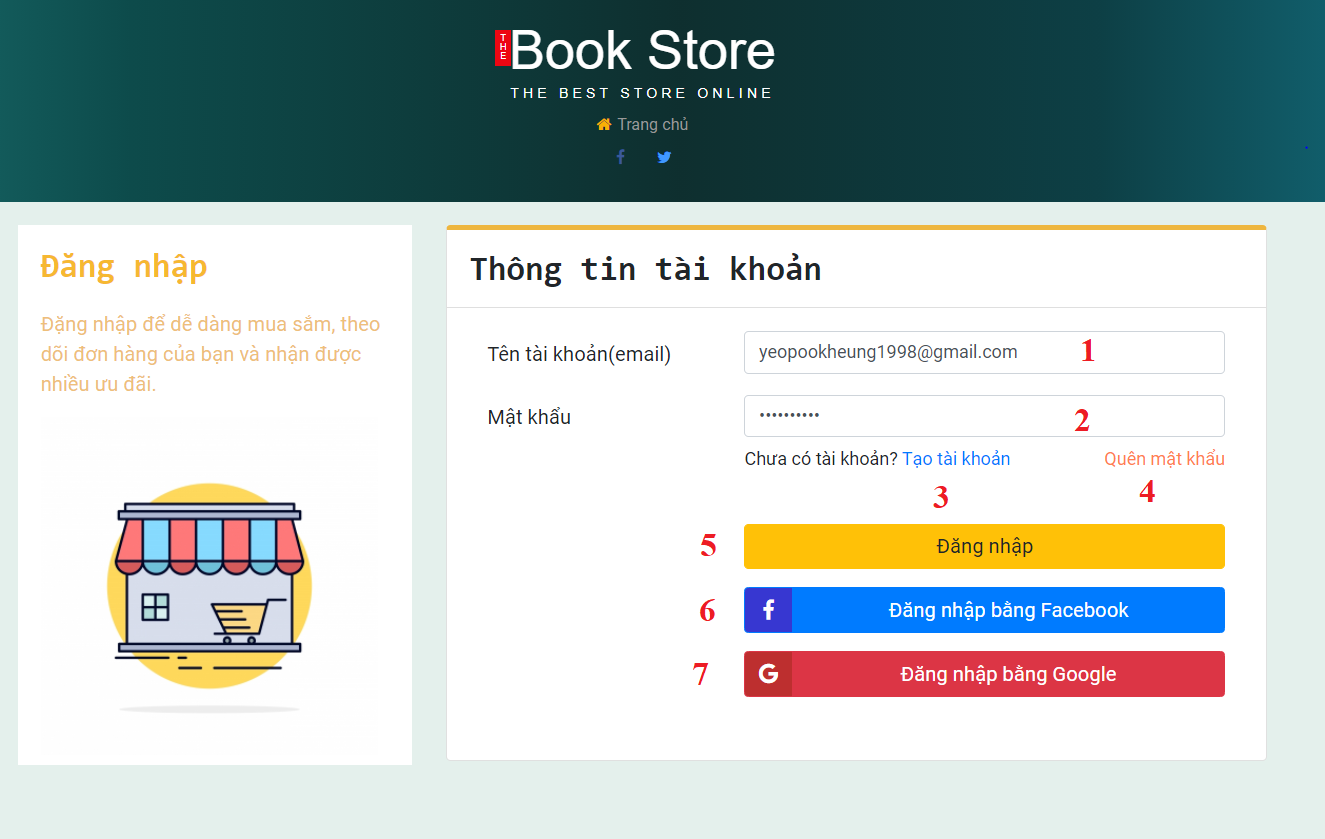 THE Book Store
THE BEST STORE ONLINE
Trang chủ
Đăng nhập
Đặng nhập để dễ dàng mua sắm, theo
dõi đơn hàng của bạn và nhận được
nhiều ưu đãi.
Thông tin tài khoản
Tên tài khoản(email)
yeopookheung1998@gmail.com 1
Mật khẩu
•••••••••• 2
Chưa có tài khoản? Tạo tài khoản
Quên mật khẩu
3
4
5 Đăng nhập
6 Đăng nhập bằng Facebook
7 G Đăng nhập bằng Google